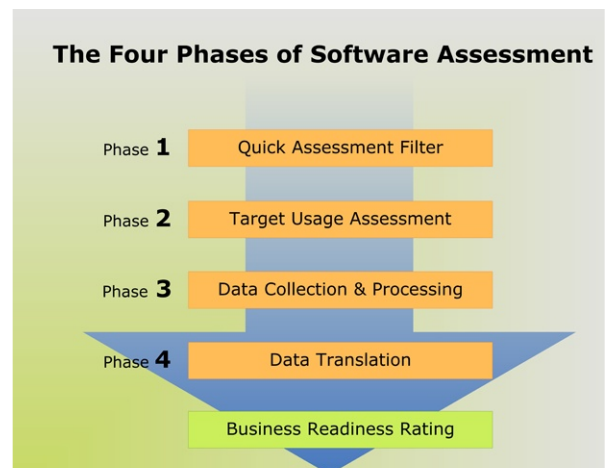 The Four Phases of Software Assessment
Phase 1 Quick Assessment Filter
Phase 2 Target Usage Assessment
Phase 3 Data Collection & Processing
Phase 4 Data Translation
Business Readiness Rating